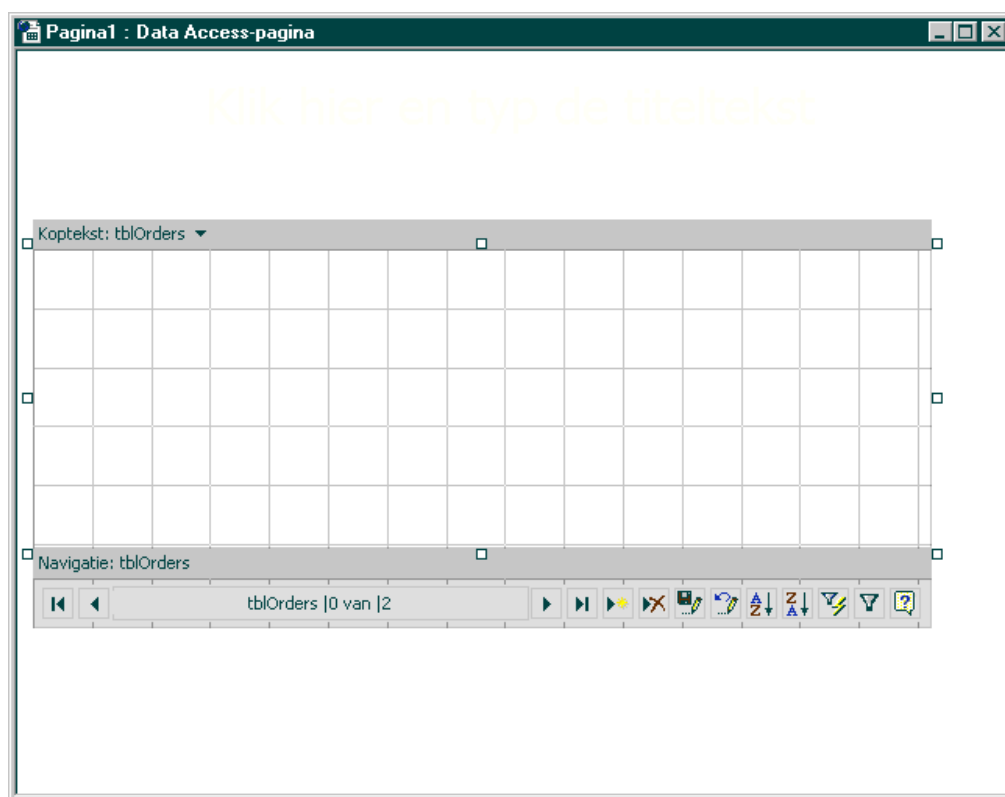 Pagina1 : Data Access-pagina
Klik hier en typ de titeltekst
Koptekst: tblOrders
Navigatie: tblOrders
tblOrders |0 van |2